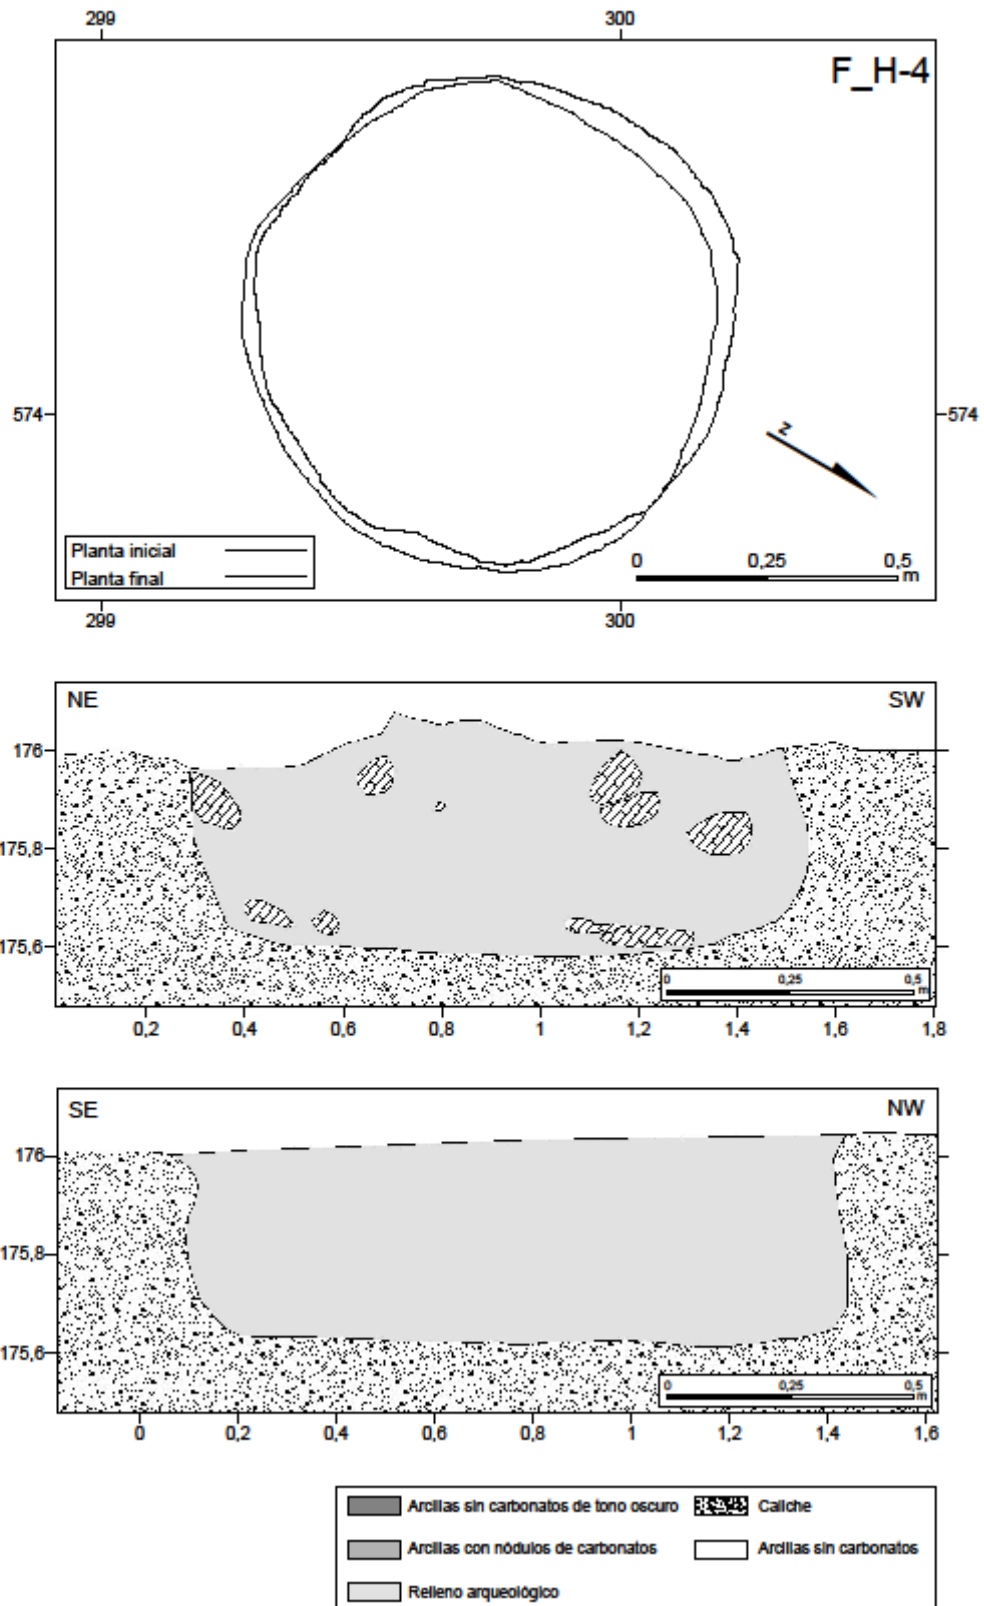 299 300
F_H-4
574 574
z
Planta inicial
Planta final
0 0,25 0,5
m
299 300
NE SW
176
175,8
175,6
0 0,25 0,5
m
0,2 0,4 0,6 0,8 1 1,2 1,4 1,6 1,8
SE NW
176
175,8
175,6
0 0,25 0,5
m
0 0,2 0,4 0,6 0,8 1 1,2 1,4 1,6
Arcillas sin carbonatos de tono oscuro Caliche
Arcillas con nódulos de carbonatos Arcillas sin carbonatos
Relleno arqueológico